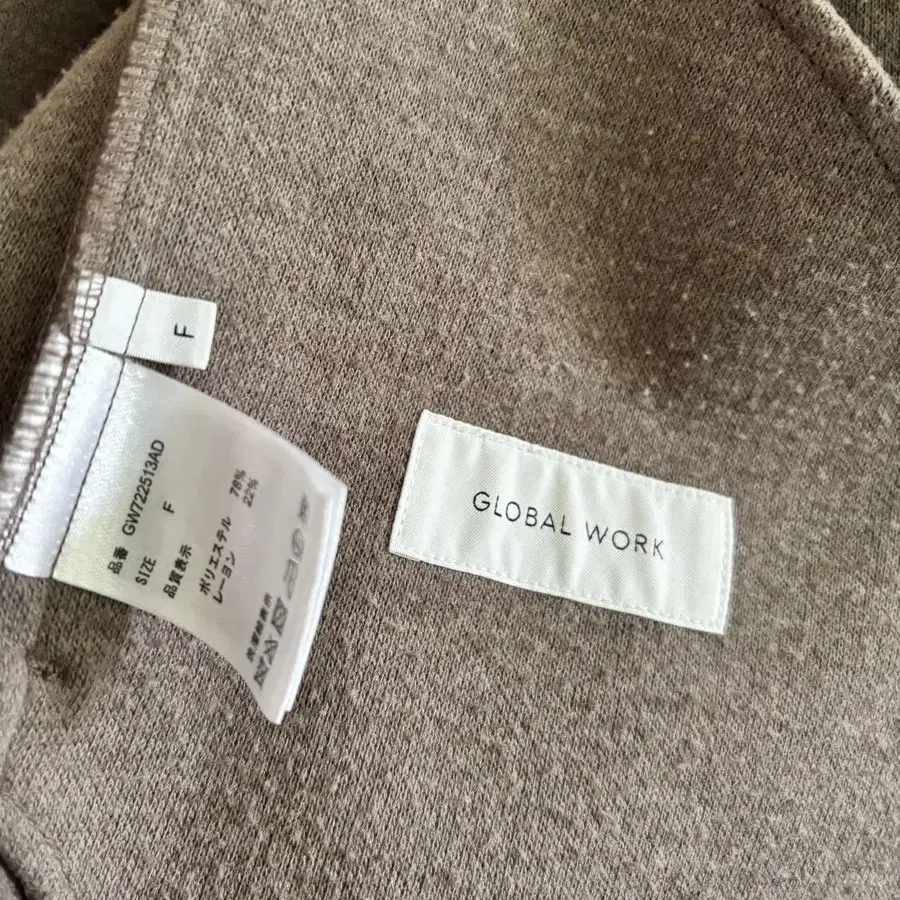 F
品番 GW722513AD
SIZE F
品質表示
ポリエステル 78%
レーヨン 22%
GLOBAL WORK